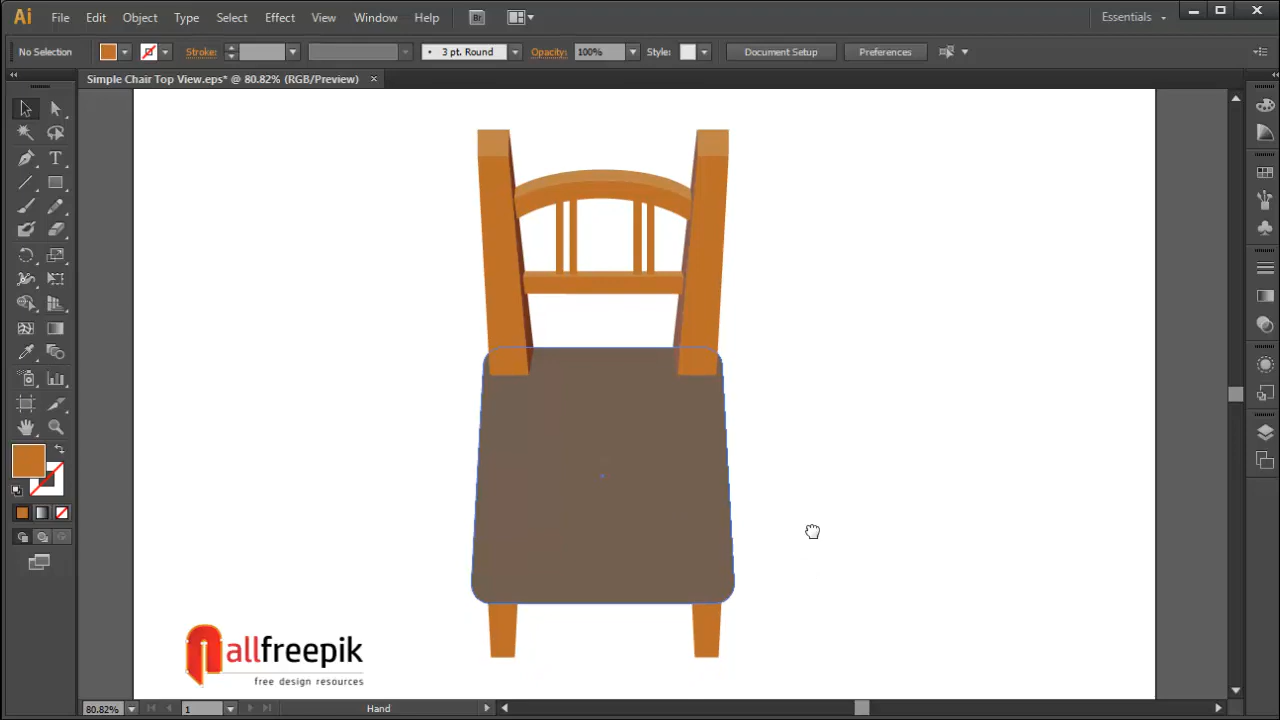 Ai File Edit Object Type Select Effect View Window Help Br Essentials
No Selection Stroke: 3 pt. Round Opacity: 100% Style: Document Setup Preferences
Simple Chair Top View.eps* @ 80.82% (RGB/Preview)
T
allfreepik
free design resources
80.82% 1 Hand